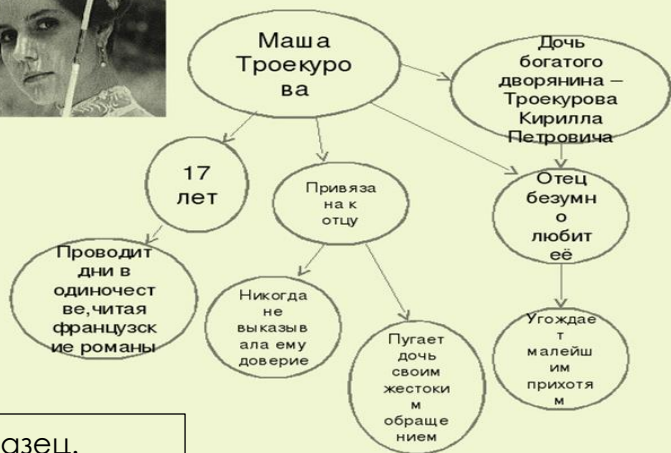 Маша
Троекуро
ва
Дочь
богатого
дворянина –
Троекурова
Кирилла
Петровича
17
лет
Привяза
на к
отцу
Отец
безумн
о
любит
её
Проводит
дни в
одиночест
ве,читая
французск
ие романы
Никогда
не
выказыв
ала ему
доверие
Пугает
дочь
своим
жестоки
м
обраще
нием
Угождае
т
малейш
им
прихотя
м
азец.